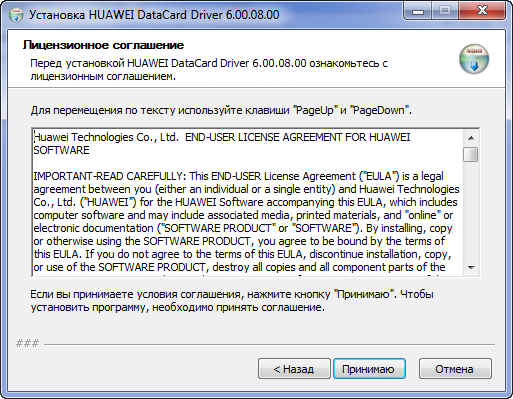 Установка HUAWEI DataCard Driver 6.00.08.00
Лицензионное соглашение
Перед установкой HUAWEI DataCard Driver 6.00.08.00 ознакомьтесь с
лицензионным соглашением.
Для перемещения по тексту используйте клавиши "PageUp" и "PageDown".
Huawei Technologies Co., Ltd.  END-USER LICENSE AGREEMENT FOR HUAWEI
SOFTWARE
IMPORTANT-READ CAREFULLY: This END-USER License Agreement ("EULA") is a legal
agreement between you (either an individual or a single entity) and Huawei Technologies
Co., Ltd. ("HUAWEI") for the HUAWEI Software accompanying this EULA, which includes
computer software and may include associated media, printed materials, and "online" or
electronic documentation ("SOFTWARE PRODUCT" or "SOFTWARE"). By installing, copy
or otherwise using the SOFTWARE PRODUCT, you agree to be bound by the terms of
this EULA. If you do not agree to the terms of this EULA, discontinue installation, copy,
or use of the SOFTWARE PRODUCT, destroy all copies and all component parts of the
Если вы принимаете условия соглашения, нажмите кнопку "Принимаю". Чтобы
установить программу, необходимо принять соглашение.
###
< Назад
Принимаю
Отмена